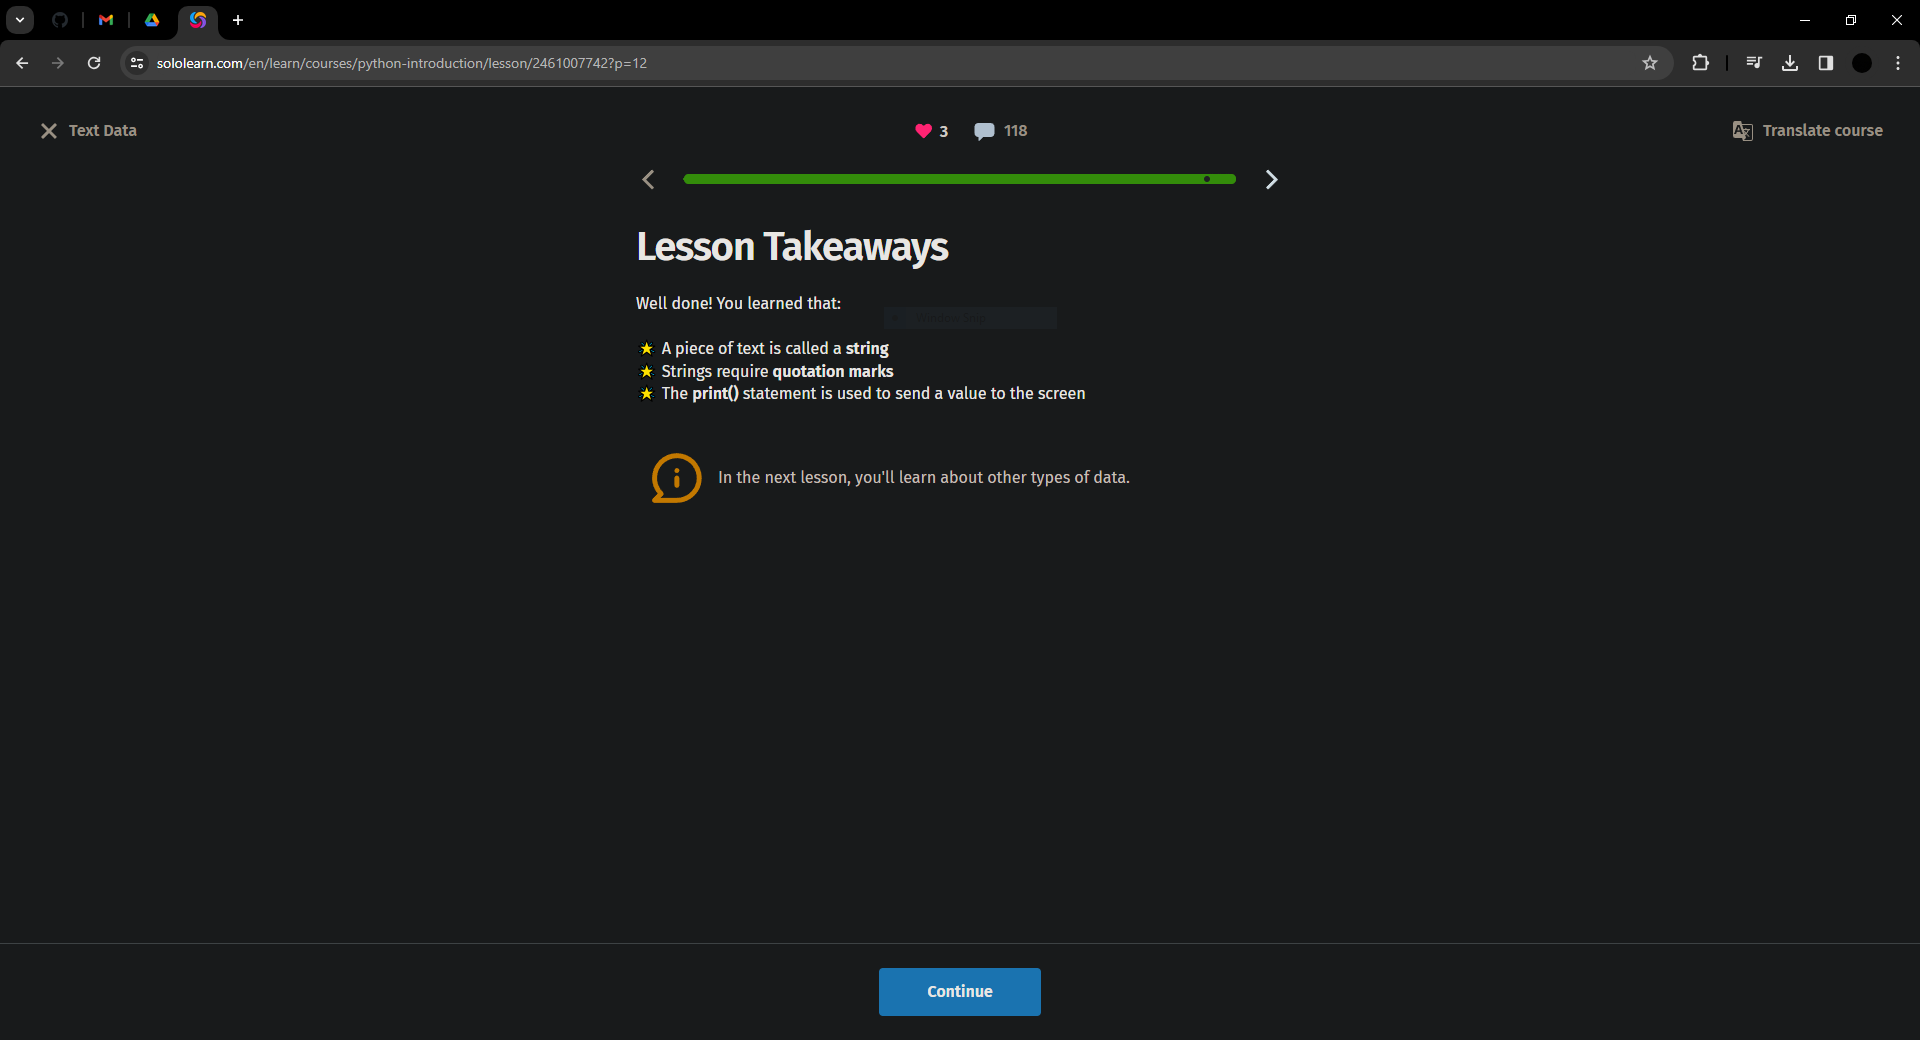 sololearn.com/en/learn/courses/python-introduction/lesson/2461007742?p=12
Text Data
3
118
Translate course
Lesson Takeaways
Well done! You learned that:
A piece of text is called a string
Strings require quotation marks
The print() statement is used to send a value to the screen
In the next lesson, you'll learn about other types of data.
Continue